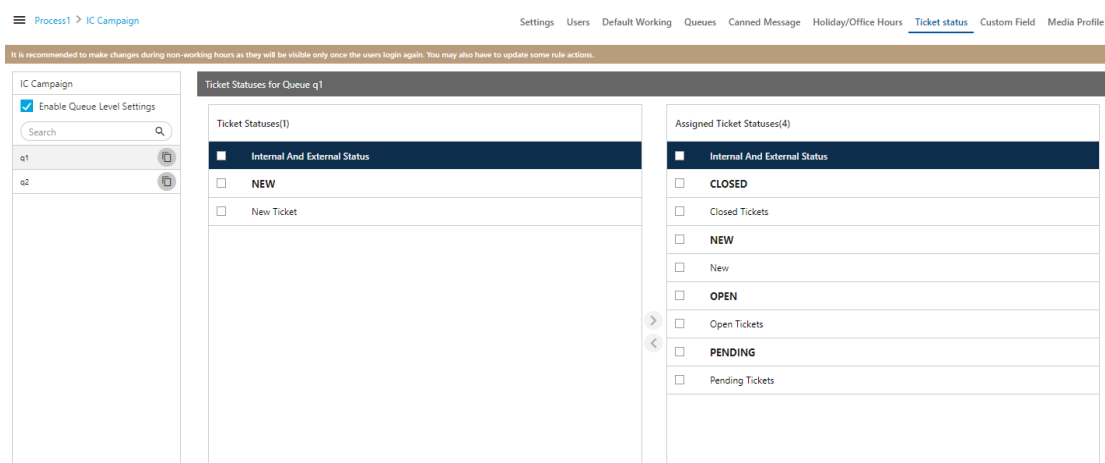 Process1 > IC Campaign
Settings Users Default Working Queues Canned Message Holiday/Office Hours Ticket status Custom Field Media Profile
It is recommended to make changes during non-working hours as they will be visible only once the users login again. You may also have to update some rule actions.
IC Campaign
Enable Queue Level Settings
Search
q1
q2
Ticket Statuses for Queue q1
Ticket Statuses(1)
Internal And External Status
NEW
New Ticket
Assigned Ticket Statuses(4)
Internal And External Status
CLOSED
Closed Tickets
NEW
New
OPEN
Open Tickets
PENDING
Pending Tickets